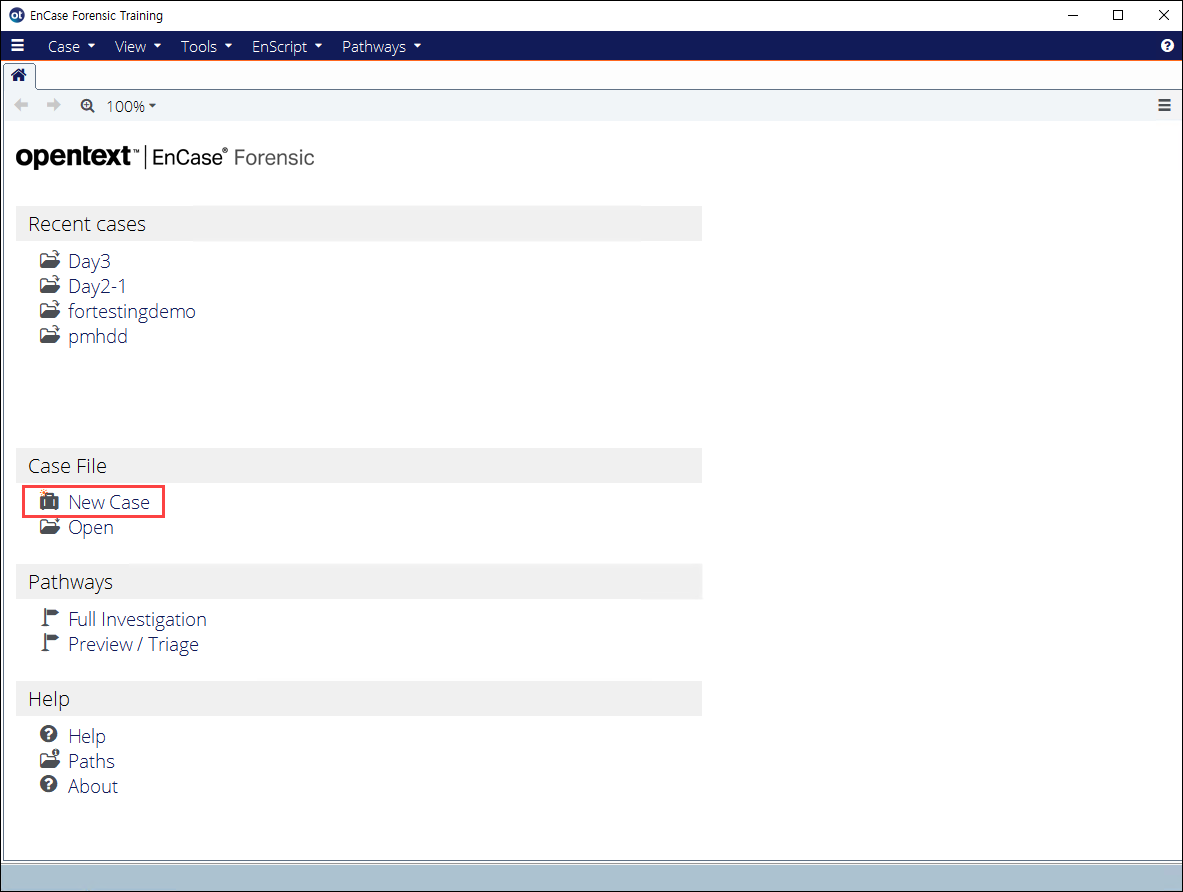 ot EnCase Forensic Training
Case View Tools EnScript Pathways
100%
opentext™ | EnCase® Forensic
Recent cases
Day3
Day2-1
fortestingdemo
pmhdd
Case File
New Case
Open
Pathways
Full Investigation
Preview / Triage
Help
Help
Paths
About